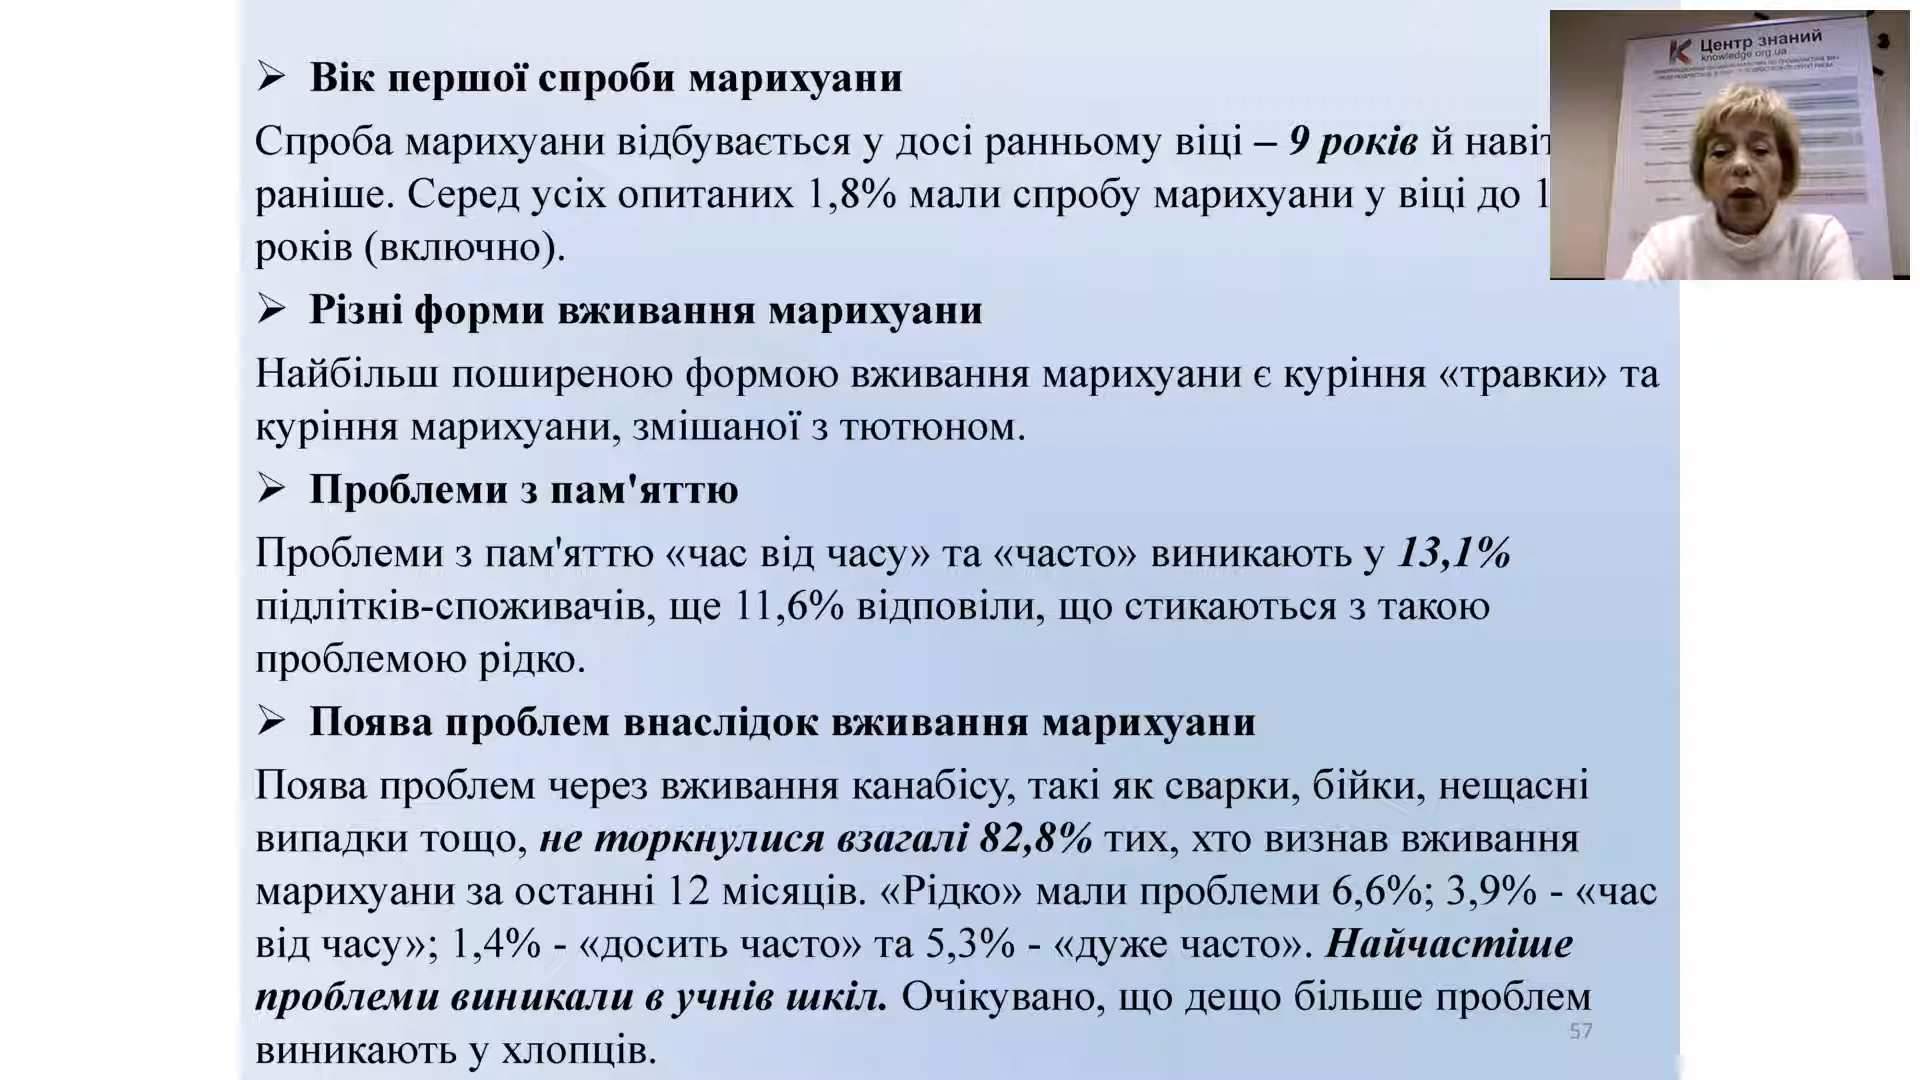 ➢ Вік першої спроби марихуани
Спроба марихуани відбувається у досі ранньому віці – 9 років й
раніше. Серед усіх опитаних 1,8% мали спробу марихуани у віці до
років (включно).
➢ Різні форми вживання марихуани
Найбільш поширеною формою вживання марихуани є куріння «травки» та
куріння марихуани, змішаної з тютюном.
➢ Проблеми з пам'яттю
Проблеми з пам'яттю «час від часу» та «часто» виникають у 13,1%
підлітків-споживачів, ще 11,6% відповіли, що стикаються з такою
проблемою рідко.
➢ Поява проблем внаслідок вживання марихуани
Поява проблем через вживання канабісу, такі як сварки, бійки, нещасні
випадки тощо, не торкнулися взагалі 82,8% тих, хто визнав вживання
марихуани за останні 12 місяців. «Рідко» мали проблеми 6,6%; 3,9% - «час
від часу»; 1,4% - «досить часто» та 5,3% - «дуже часто». Найчастіше
проблеми виникали в учнів шкіл. Очікувано, що дещо більше проблем
виникають у хлопців.
57
Центр знаний
knowledge.org.ua